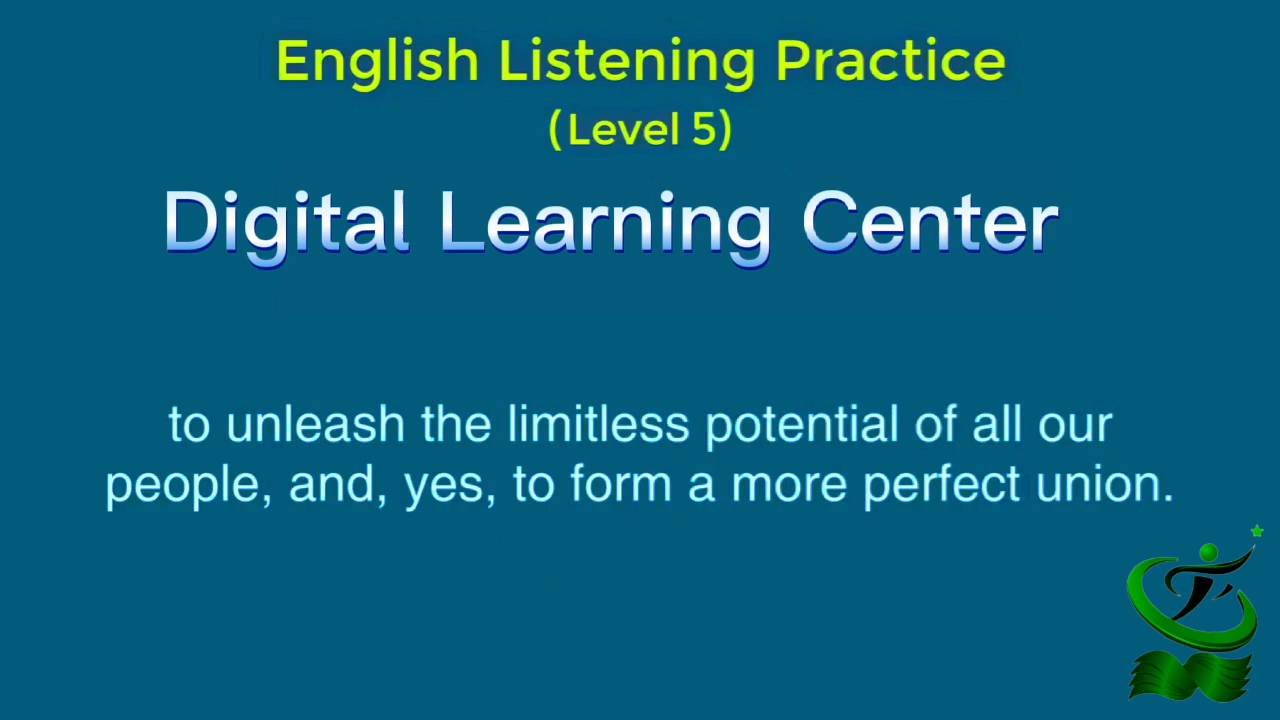 English Listening Practice
(Level 5)
Digital Learning Center
to unleash the limitless potential of all our
people, and, yes, to form a more perfect union.